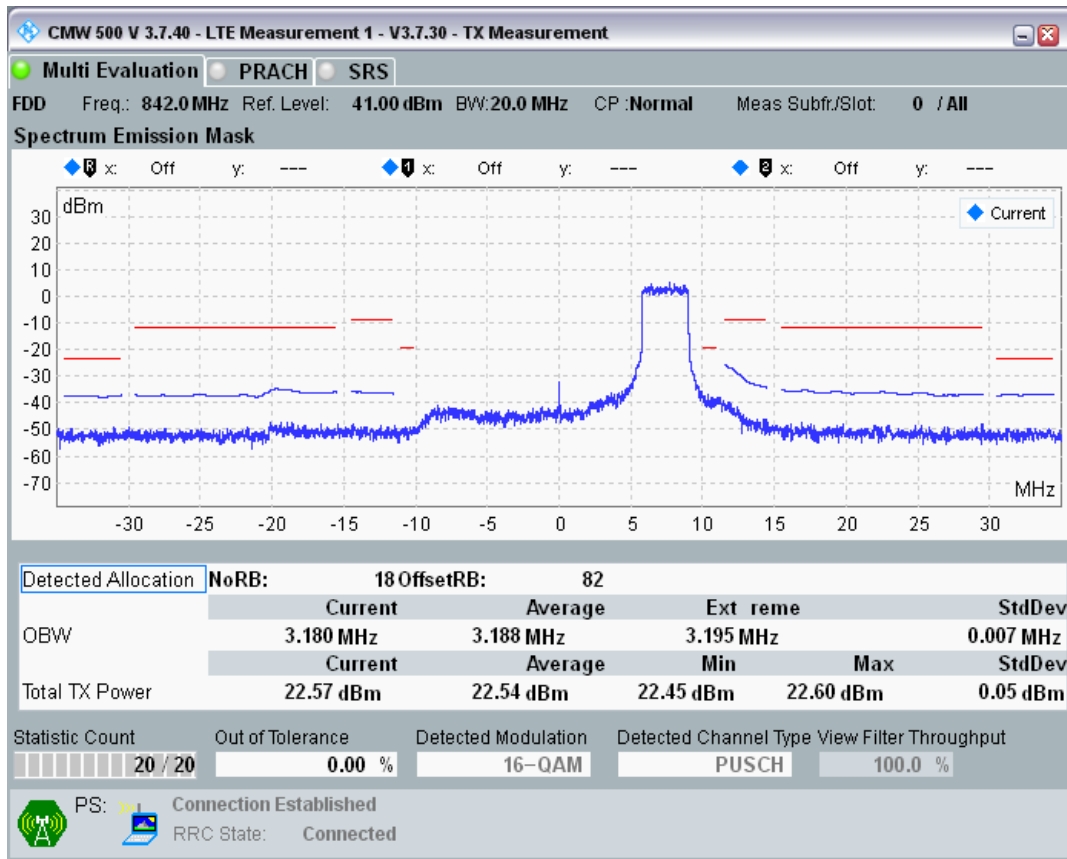 CMW 500 V 3.7.40 - LTE Measurement 1 - V3.7.30 - TX Measurement
Multi Evaluation PRACH SRS
FDD Freq.: 842.0 MHz Ref. Level: 41.00 dBm BW:20.0 MHz CP :Normal Meas Subfr./Slot: 0 / All
Spectrum Emission Mask
R x: Off y: --- 1 x: Off y: --- 2 x: Off y: ---
dBm
Current
30
20
10
0
-10
-20
-30
-40
-50
-60
-70
MHz
-30 -25 -20 -15 -10 -5 0 5 10 15 20 25 30
Detected Allocation NoRB: 18 OffsetRB: 82
Current Average Ext reme StdDev
OBW 3.180 MHz 3.188 MHz 3.195 MHz 0.007 MHz
Current Average Min Max StdDev
Total TX Power 22.57 dBm 22.54 dBm 22.45 dBm 22.60 dBm 0.05 dBm
Statistic Count Out of Tolerance Detected Modulation Detected Channel Type View Filter Throughput
20 / 20 0.00 % 16-QAM PUSCH 100.0 %
PS: Connection Established
RRC State: Connected